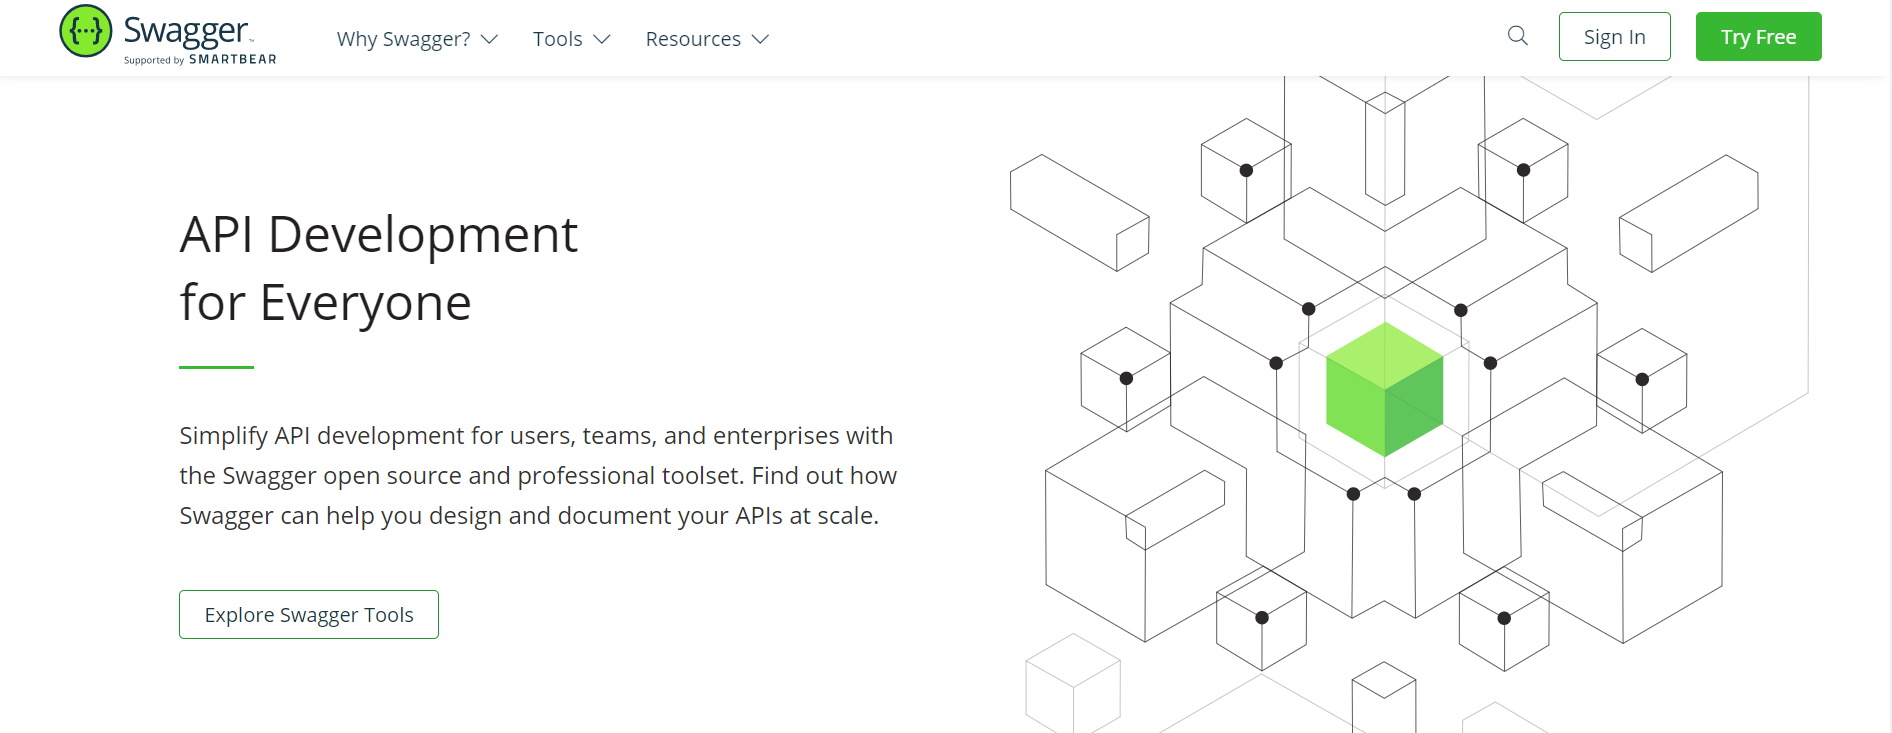 {···} Swagger™
Supported by SMARTBEAR
Why Swagger?
Tools
Resources
Sign In
Try Free
API Development
for Everyone
Simplify API development for users, teams, and enterprises with
the Swagger open source and professional toolset. Find out how
Swagger can help you design and document your APIs at scale.
Explore Swagger Tools